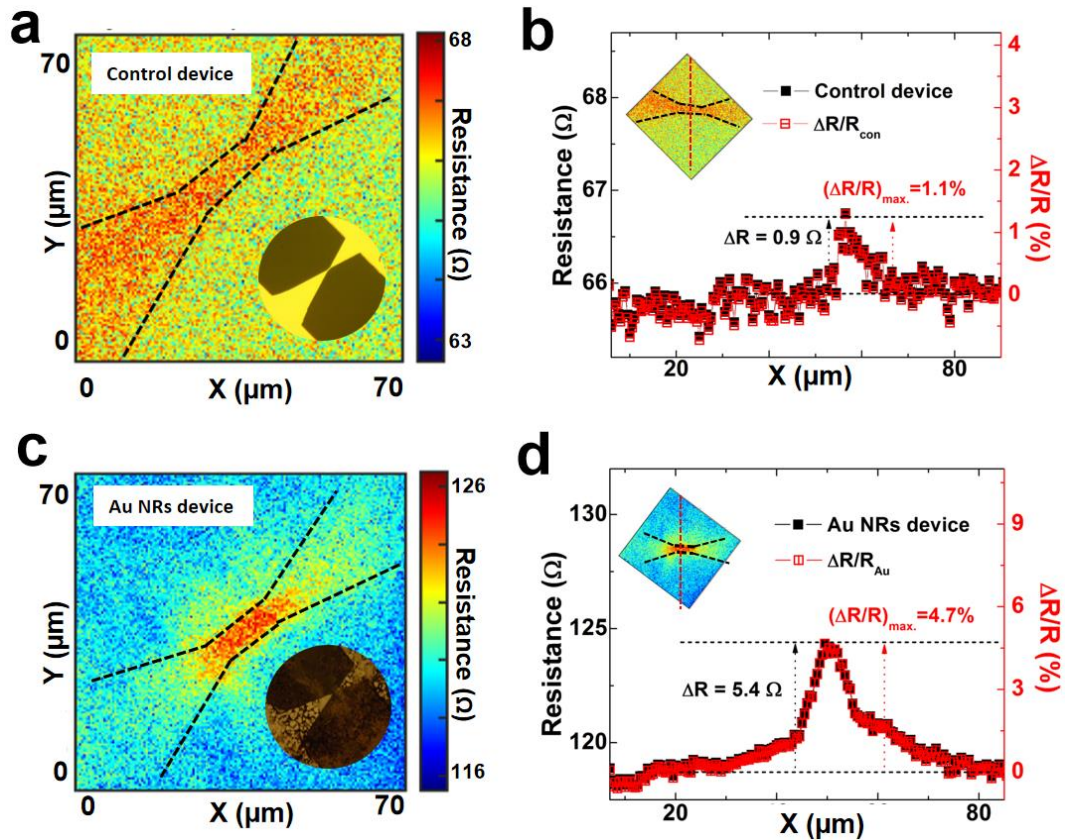 a
70
Control device
Y (µm)
0
0
X (µm)
70
68
Resistance (Ω)
63
b
68
67
66
Resistance (Ω)
Control device
ΔR/Rcon
(ΔR/R)max.=1.1%
ΔR = 0.9 Ω
20
X (µm)
80
4
3
2
1
0
ΔR/R (%)
c
70
Au NRs device
Y (µm)
0
0
X (µm)
70
126
Resistance (Ω)
116
d
130
125
120
Resistance (Ω)
Au NRs device
ΔR/RAu
(ΔR/R)max.=4.7%
ΔR = 5.4 Ω
20
X (µm)
80
9
6
3
0
ΔR/R (%)